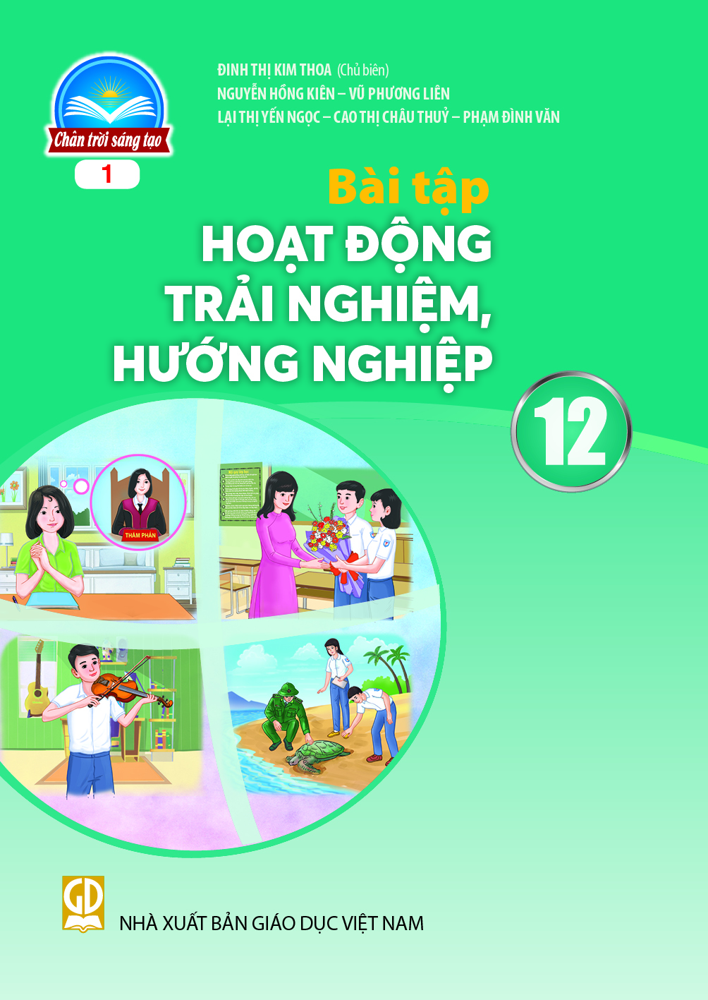 ĐINH THỊ KIM THOA (Chủ biên)
NGUYỄN HỒNG KIÊN – VŨ PHƯƠNG LIÊN
LẠI THỊ YẾN NGỌC – CAO THỊ CHÂU THUỶ – PHẠM ĐÌNH VĂN
Chân trời sáng tạo
1
Bài tập
HOẠT ĐỘNG
TRẢI NGHIỆM,
HƯỚNG NGHIỆP
12
THẨM PHÁN
GD
NHÀ XUẤT BẢN GIÁO DỤC VIỆT NAM